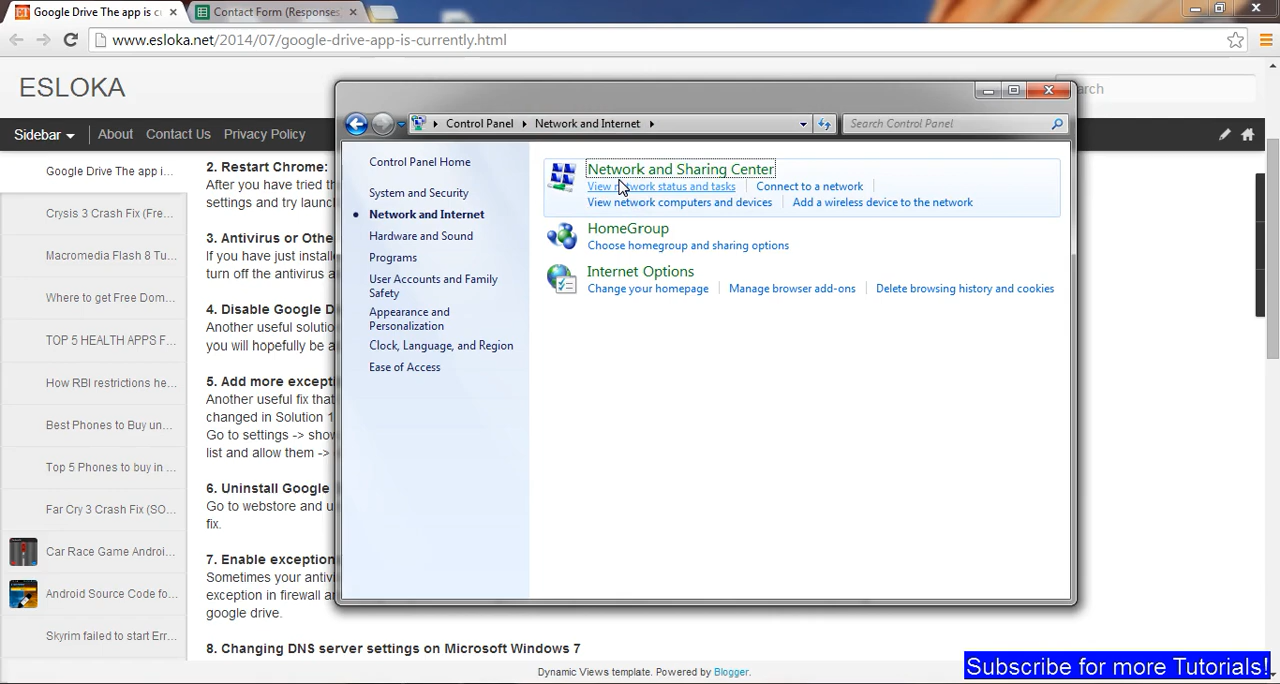 Google Drive The app is cu
Contact Form (Responses
www.esloka.net/2014/07/google-drive-app-is-currently.html
ESLOKA
arch
Sidebar
About
Contact Us
Privacy Policy
Google Drive The app i...
Crysis 3 Crash Fix (Fre...
Macromedia Flash 8 Tu...
Where to get Free Dom...
TOP 5 HEALTH APPS F...
How RBI restrictions he...
Best Phones to Buy un...
Top 5 Phones to buy in ...
Far Cry 3 Crash Fix (SO...
Car Race Game Androi...
Android Source Code fo...
Skyrim failed to start Err...
2. Restart Chrome:
After you have tried th
settings and try launch
3. Antivirus or Othe
If you have just install
turn off the antivirus a
4. Disable Google D
Another useful solutio
you will hopefully be a
5. Add more excepti
Another useful fix that
changed in Solution 1
Go to settings -> show
list and allow them ->
6. Uninstall Google
Go to webstore and u
fix.
7. Enable exception
Sometimes your antivi
exception in firewall an
google drive.
8. Changing DNS server settings on Microsoft Windows 7
Dynamic Views template. Powered by Blogger.
Control Panel
Network and Internet
Search Control Panel
Control Panel Home
System and Security
Network and Internet
Hardware and Sound
Programs
User Accounts and Family
Safety
Appearance and
Personalization
Clock, Language, and Region
Ease of Access
Network and Sharing Center
View network status and tasks
Connect to a network
View network computers and devices
Add a wireless device to the network
HomeGroup
Choose homegroup and sharing options
Internet Options
Change your homepage
Manage browser add-ons
Delete browsing history and cookies
Subscribe for more Tutorials!